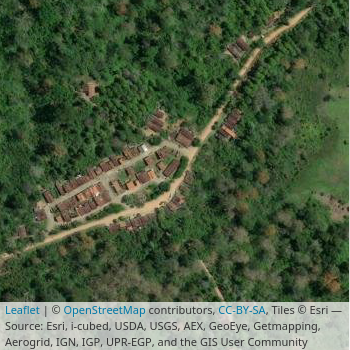 Leaflet | © OpenStreetMap contributors, CC-BY-SA, Tiles © Esri —
Source: Esri, i-cubed, USDA, USGS, AEX, GeoEye, Getmapping,
Aerogrid, IGN, IGP, UPR-EGP, and the GIS User Community